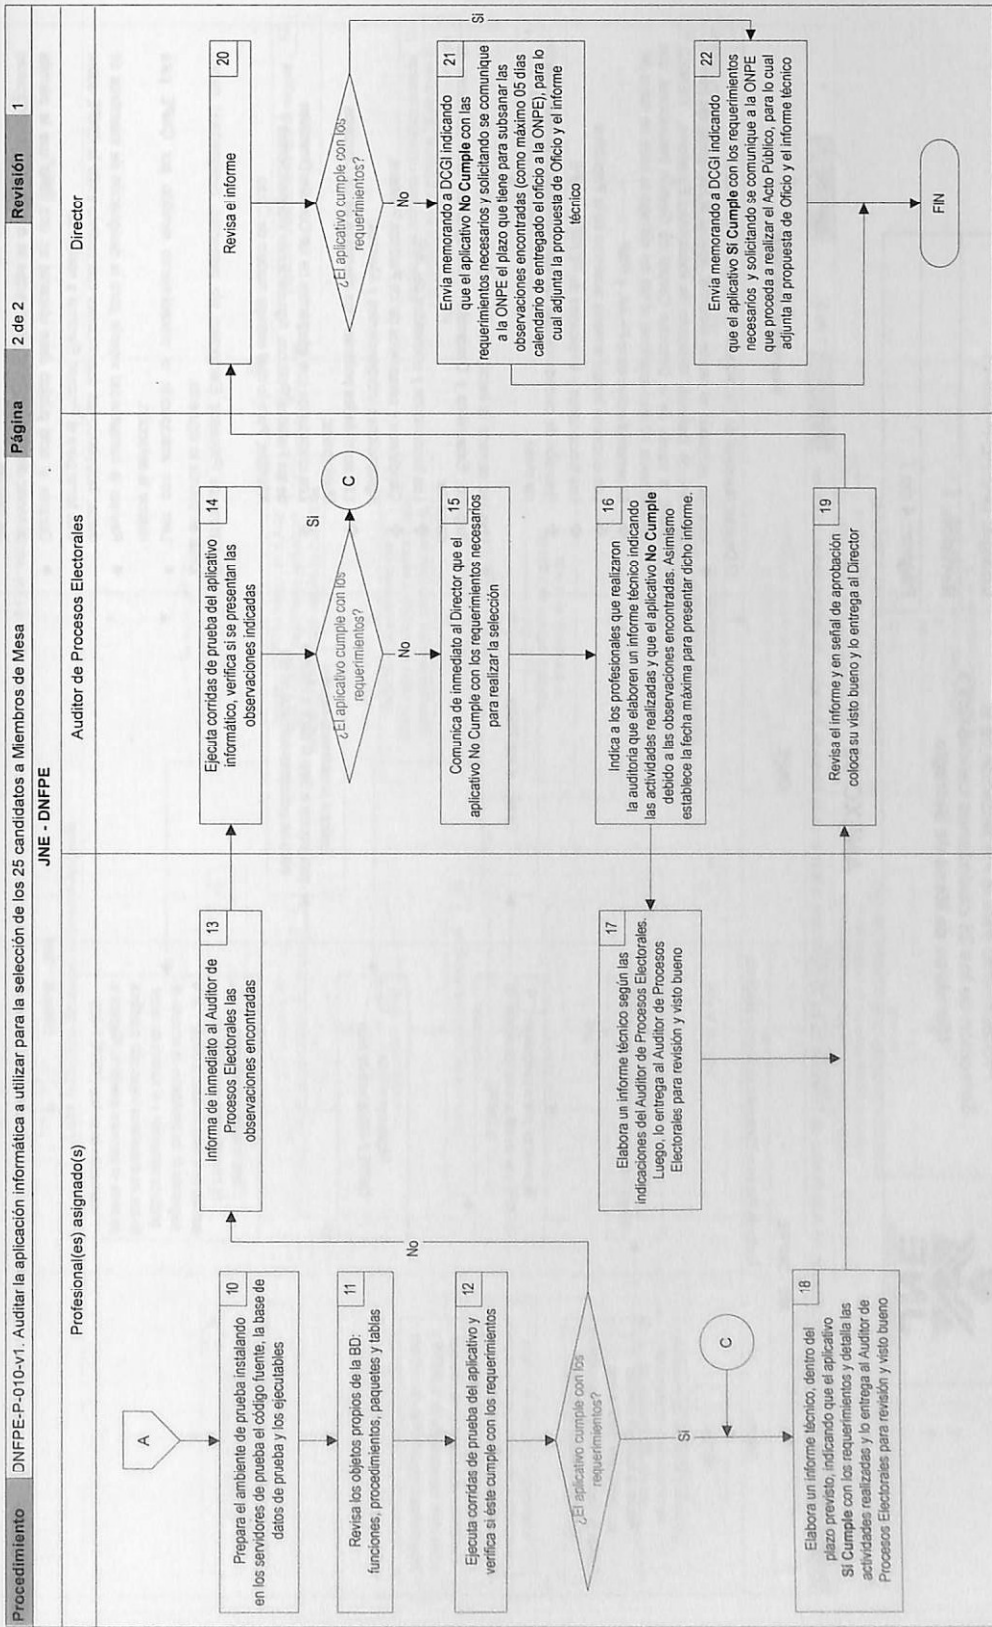 Procedimiento DNFPE-P-010-v1. Auditar la aplicación informática a utilizar para la selección de los 25 candidatos a Miembros de Mesa Página 2 de 2 Revisión 1
JNE - DNFPE
Profesional(es) asignado(s)
Auditor de Procesos Electorales
Director
A
10
Prepara el ambiente de prueba instalando
en los servidores de prueba el código fuente, la base de
datos de prueba y los ejecutables
11
Revisa los objetos propios de la BD:
funciones, procedimientos, paquetes y tablas
12
Ejecuta corridas de prueba del aplicativo y
verifica si éste cumple con los requerimientos
¿El aplicativo cumple con los
requerimientos?
No
Si
C
13
Informa de inmediato al Auditor de
Procesos Electorales las
observaciones encontradas
14
Ejecuta corridas de prueba del aplicativo
informático, verifica si se presentan las
observaciones indicadas
¿El aplicativo cumple con los
requerimientos?
Si
C
No
15
Comunica de inmediato al Director que el
aplicativo No Cumple con los requerimientos necesarios
para realizar la selección
16
Indica a los profesionales que realizaron
la auditoria que elaboren un informe técnico indicando
las actividades realizadas y que el aplicativo No Cumple
debido a las observaciones encontradas. Asimismo
establece la fecha máxima para presentar dicho informe.
17
Elabora un informe técnico según las
indicaciones del Auditor de Procesos Electorales.
Luego, lo entrega al Auditor de Procesos
Electorales para revisión y visto bueno
18
Elabora un informe técnico, dentro del
plazo previsto, indicando que el aplicativo
Sí Cumple con los requerimientos y detalla las
actividades realizadas y lo entrega al Auditor de
Procesos Electorales para revisión y visto bueno
19
Revisa el informe y en señal de aprobación
coloca su visto bueno y lo entrega al Director
20
Revisa el informe
¿El aplicativo cumple con los
requerimientos?
Si
No
21
Envía memorando a DCGI indicando
que el aplicativo No Cumple con las
requerimientos necesarios y solicitando se comunique
a la ONPE el plazo que tiene para subsanar las
observaciones encontradas (como máximo 05 días
calendario de entregado el oficio a la ONPE), para lo
cual adjunta la propuesta de Oficio y el informe
técnico
22
Envía memorando a DCGI indicando
que el aplicativo Sí Cumple con los requerimientos
necesarios y solicitando se comunique a la ONPE
que proceda a realizar el Acto Público, para lo cual
adjunta la propuesta de Oficio y el informe técnico
FIN